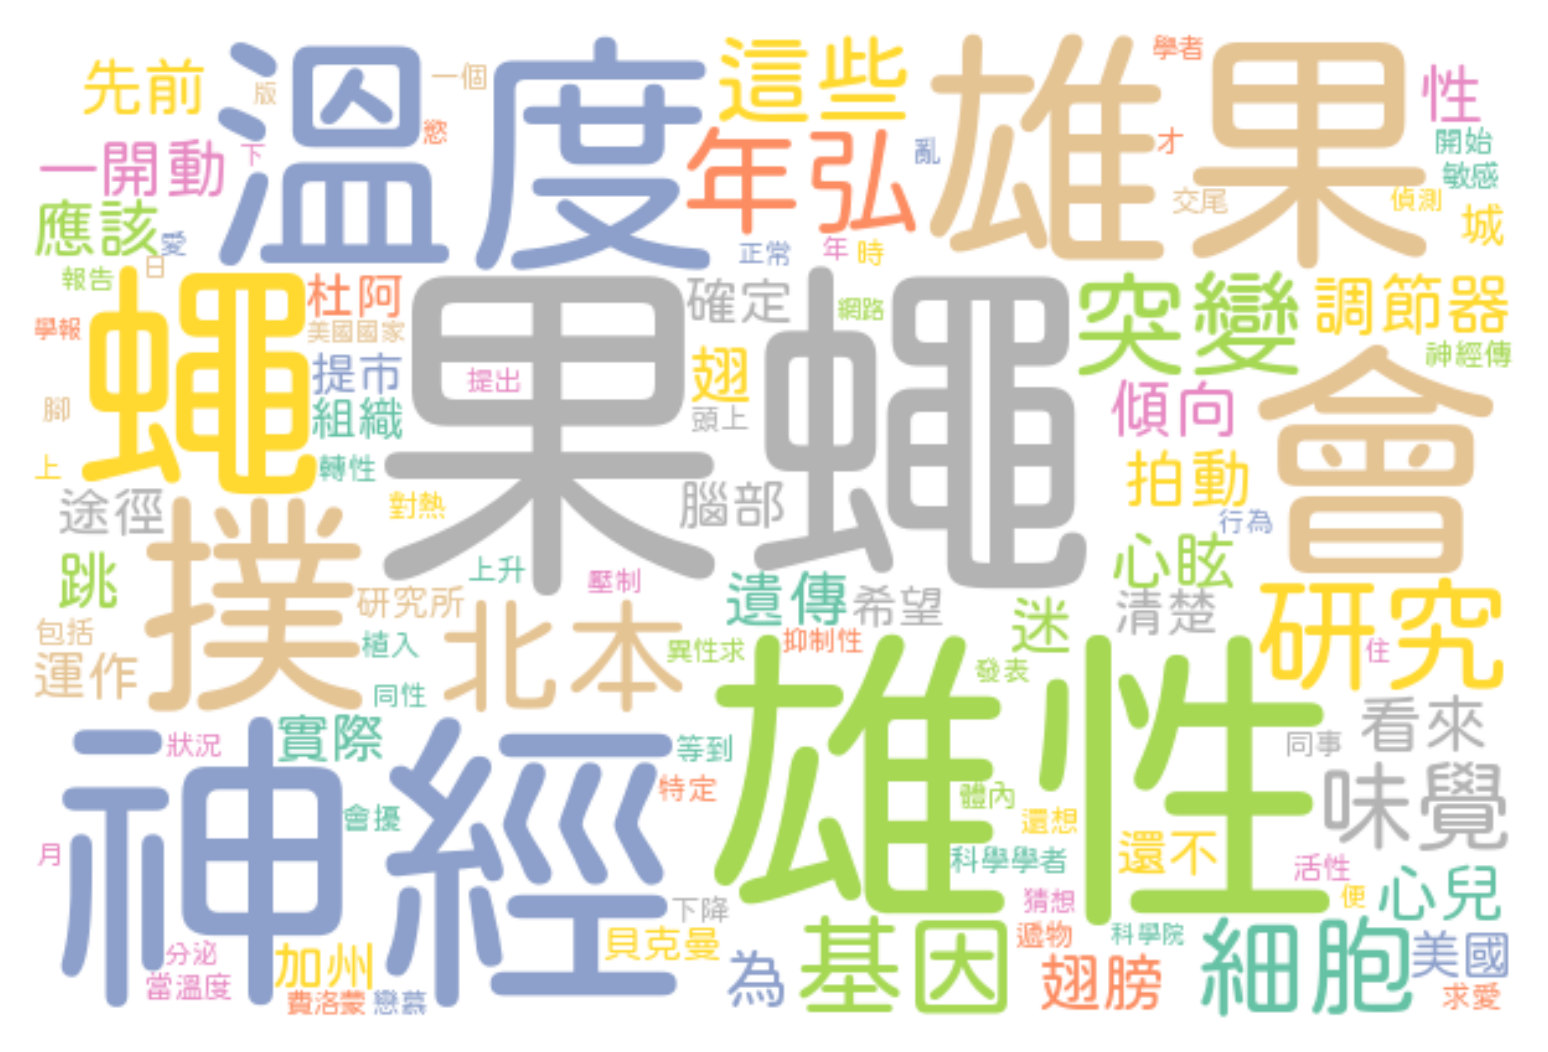 溫度
雄果
這些
年弘
先前
版
一個
慾
學者
性
開始
敏感
才
交尾
偵測
城
一開動
下
應該
愛
日
報告
亂
正常
年
時
果蠅
蠅
杜阿
美國國家
提市
組織
轉性
學報
腳
上
確定
網路
突變
調節器
神經傳
提出
翅
頭上
傾向
會
拍動
行為
途徑
撲
對熱
腦部
心眩
跳
上升
壓制
研究所
北本
遺傳
希望
迷
清楚
研究
住
包括
運作
植入
同性
異性求
抑制性
發表
雄性
神經
狀況
實際
等到
特定
看來
同事
味覺
會擾
體內
還想
還不
科學學者
活性
月
猜想
便
心兒
下降
貝克曼
為
基因
遞物
科學院
翅膀
細胞
美國
求愛
分泌
當溫度
加州
費洛蒙
戀慕